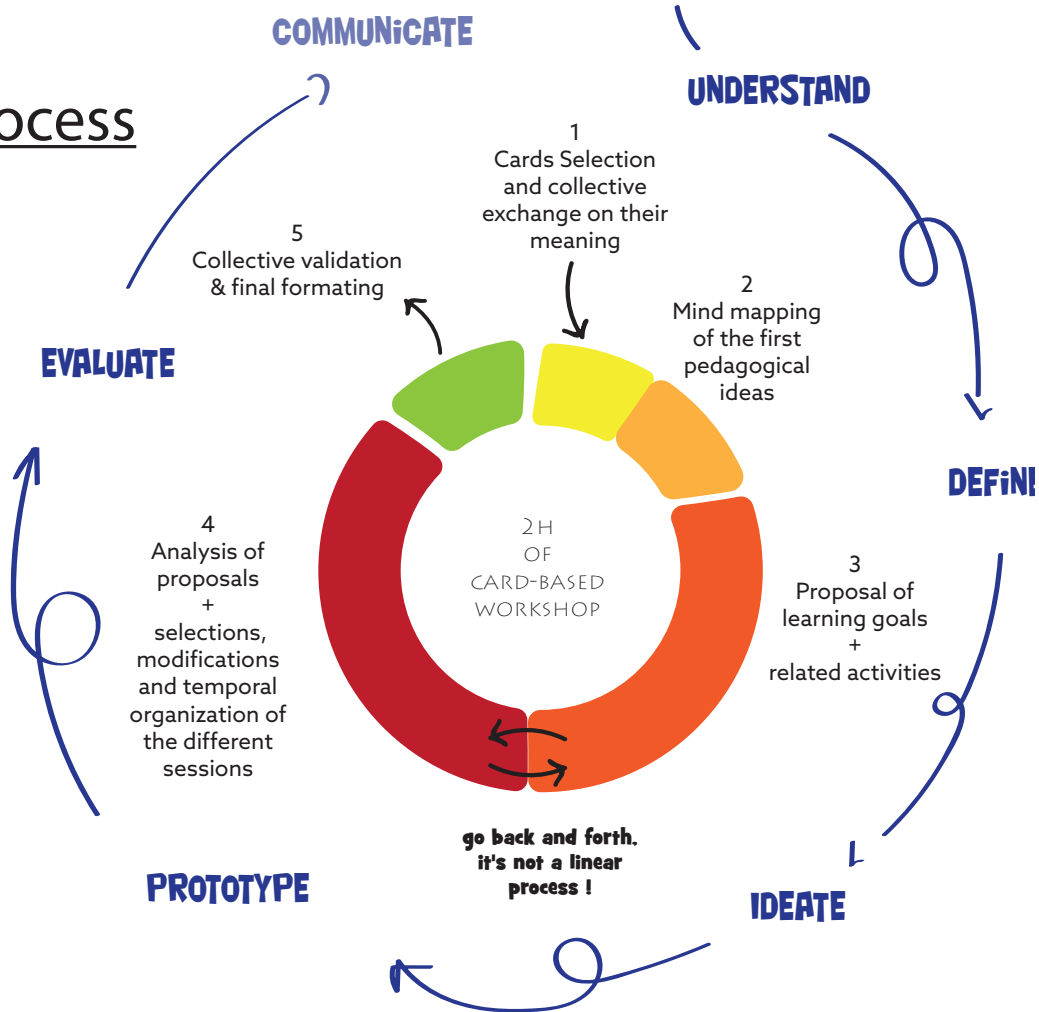 COMMUNiCATE
UNDERSTAND
1
Cards Selection
and collective
exchange on their
meaning
5
Collective validation
& final formating
2
Mind mapping
of the first
pedagogical
ideas
EVALUATE
2H
OF
CARD-BASED
WORKSHOP
4
Analysis of
proposals
+
selections,
modifications
and temporal
organization of
the different
sessions
3
Proposal of
learning goals
+
related activities
go back and forth,
it's not a linear
process !
PROTOTYPE
IDEATE